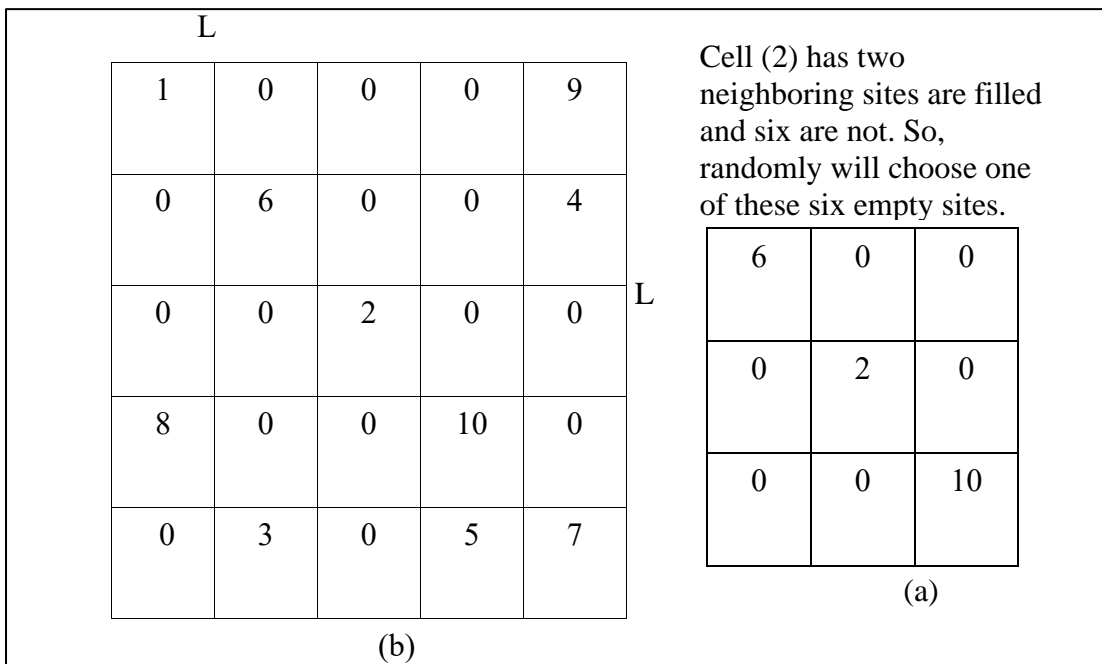 L
1 0 0 0 9
0 6 0 0 4
0 0 2 0 0
L
8 0 0 10 0
0 3 0 5 7
(b)
Cell (2) has two
neighboring sites are filled
and six are not. So,
randomly will choose one
of these six empty sites.
6 0 0
0 2 0
0 0 10
(a)